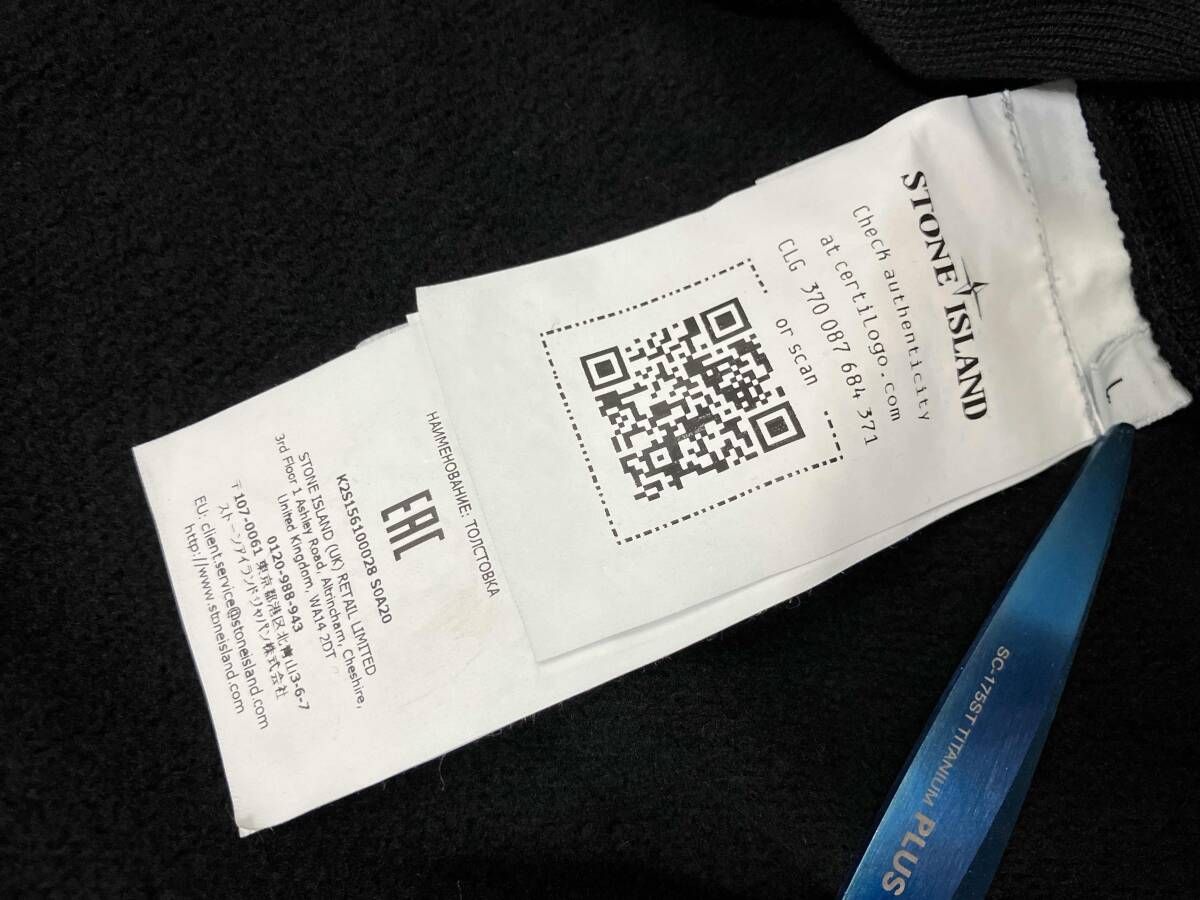 L
STONE ISLAND
Check authenticity
at certilogo.com
CLG 370 087 684 371
or scan
НАИМЕНОВАНИЕ: ТОЛСТОВКА
EAC
K2S156100028 S0A20
STONE ISLAND (UK) RETAIL LIMITED
3rd Floor 1 Ashley Road, Altrincham, Cheshire,
United Kingdom, WA14 2DT
0120-988-943
〒107-0061 東京都港区北青山3-6-7
ストーンアイランドジャパン株式会社
EU: client.service@stoneisland.com
http://www.stoneisland.com
SC-175ST TITANIUM PLUS